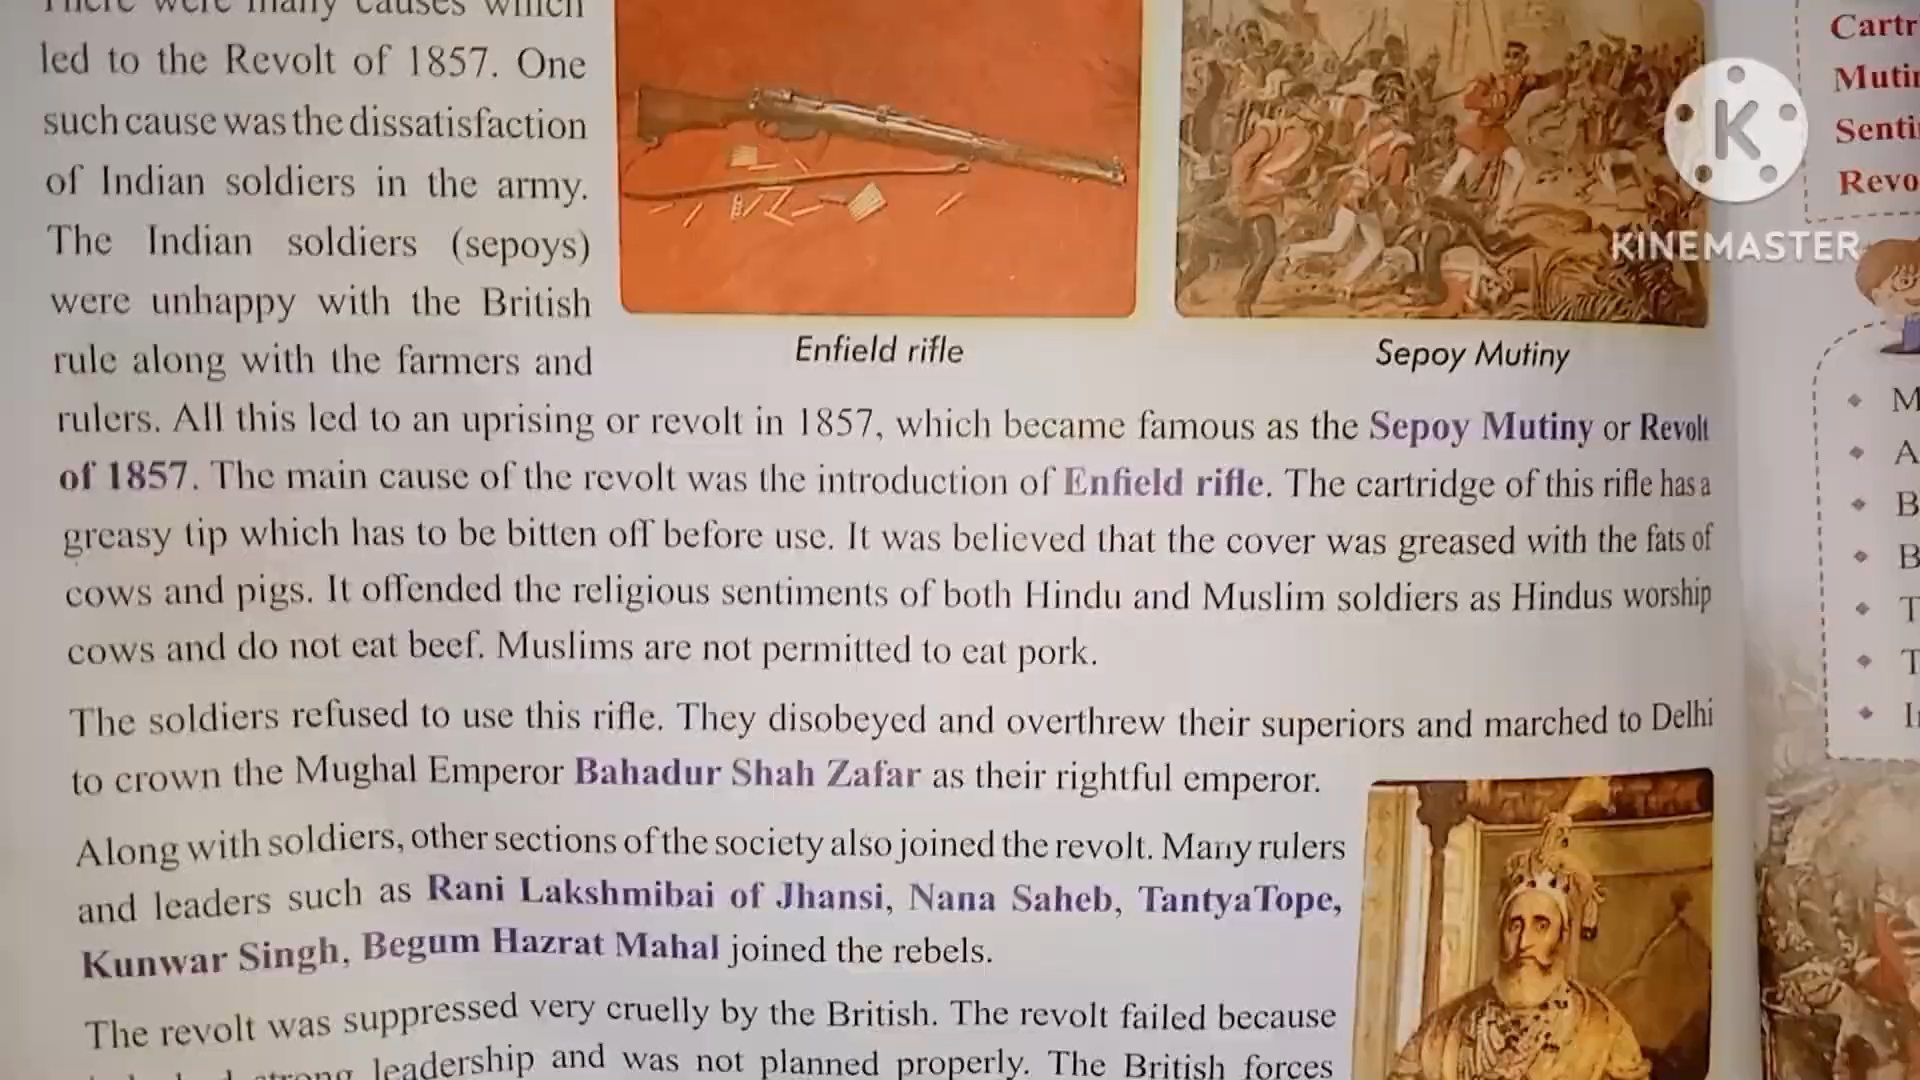 There were many causes which
led to the Revolt of 1857. One
such cause was the dissatisfaction
of Indian soldiers in the army.
The Indian soldiers (sepoys)
were unhappy with the British
rule along with the farmers and
Enfield rifle
Sepoy Mutiny
rulers. All this led to an uprising or revolt in 1857, which became famous as the Sepoy Mutiny or Revolt
of 1857. The main cause of the revolt was the introduction of Enfield rifle. The cartridge of this rifle has a
greasy tip which has to be bitten off before use. It was believed that the cover was greased with the fats of
cows and pigs. It offended the religious sentiments of both Hindu and Muslim soldiers as Hindus worship
cows and do not eat beef. Muslims are not permitted to eat pork.
The soldiers refused to use this rifle. They disobeyed and overthrew their superiors and marched to Delhi
to crown the Mughal Emperor Bahadur Shah Zafar as their rightful emperor.
Along with soldiers, other sections of the society also joined the revolt. Many rulers
and leaders such as Rani Lakshmibai of Jhansi, Nana Saheb, TantyaTope,
Kunwar Singh, Begum Hazrat Mahal joined the rebels.
The revolt was suppressed very cruelly by the British. The revolt failed because
strong leadership and was not planned properly. The British forces
Cartr
Mutin
Senti
Revo
K
KINEMASTER
M
A
B
B
T
T